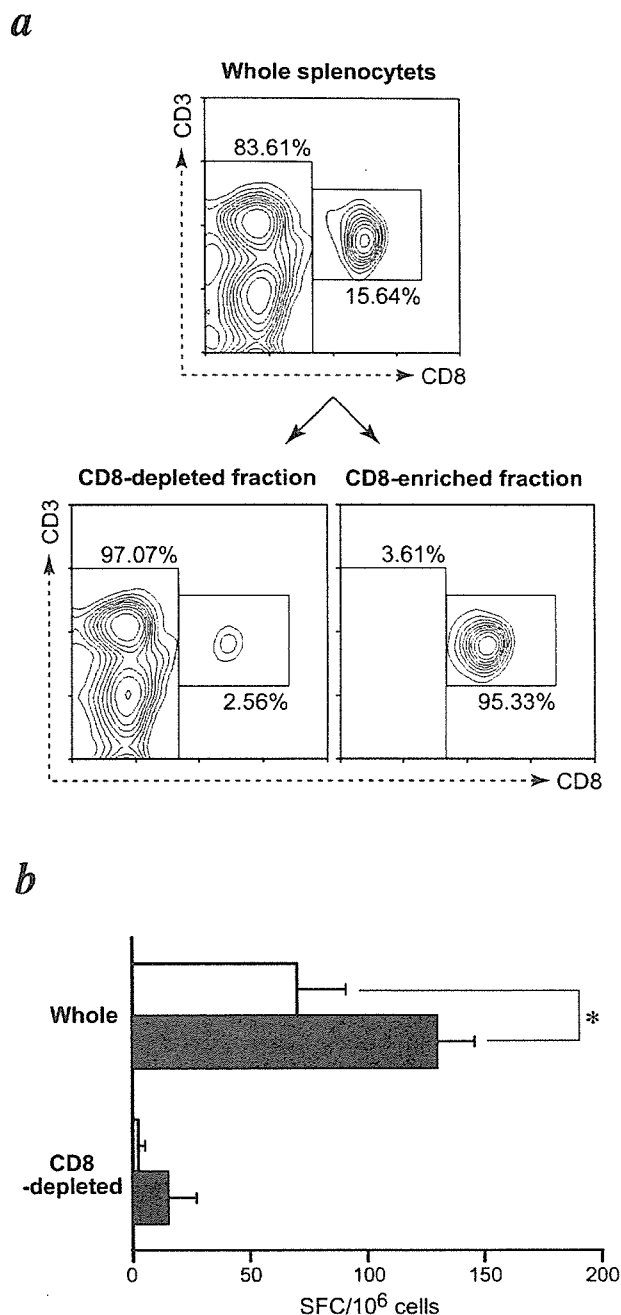 a
Whole splenocytets
CD3
83.61%
15.64%
CD8
CD8-depleted fraction
CD8-enriched fraction
CD3
97.07%
3.61%
2.56%
95.33%
CD8
b
Whole
*
CD8
-depleted
0 50 100 150 200
SFC/10⁶ cells